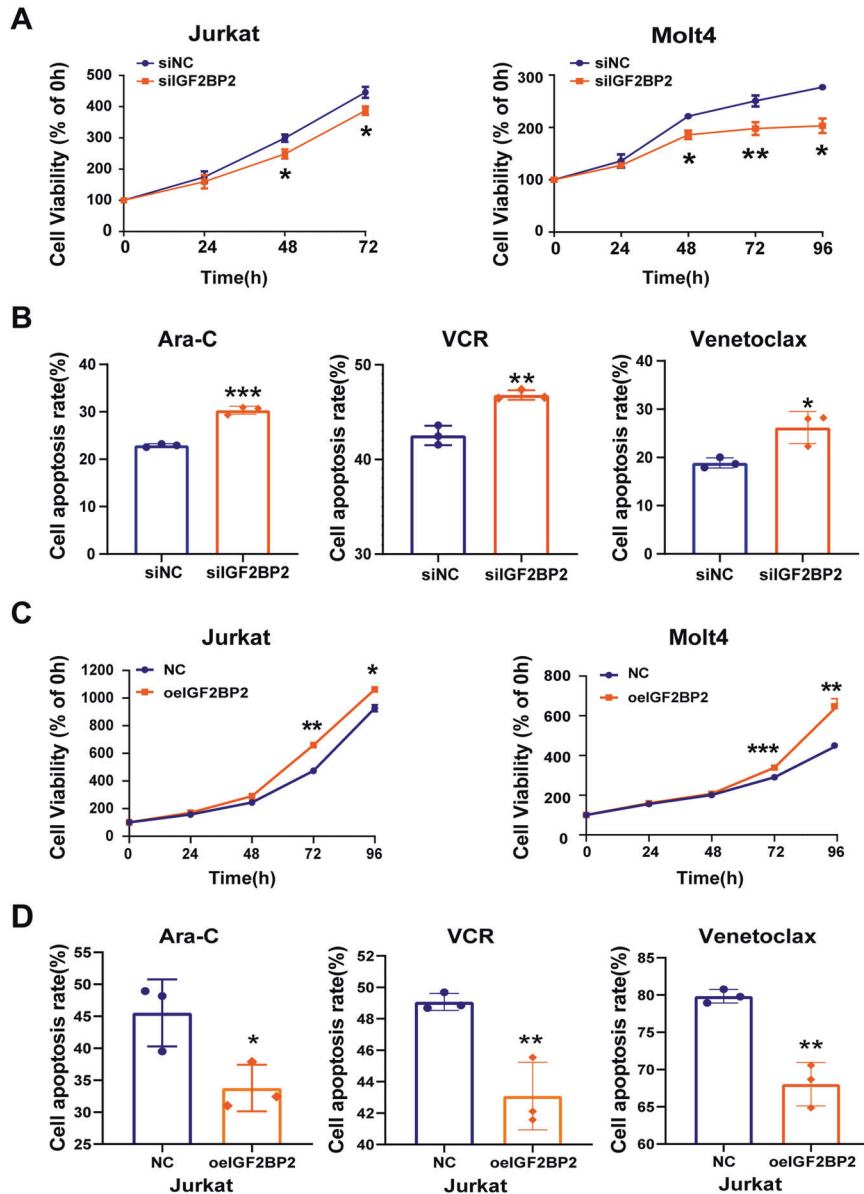 A
Jurkat
siNC
siIGF2BP2
Cell Viability (% of 0h)
500
400
300
200
100
0
*
*
0 24 48 72
Time(h)
Molt4
siNC
siIGF2BP2
Cell Viability (% of 0h)
300
200
100
0
* ** *
0 24 48 72 96
Time(h)
B
Ara-C
Cell apoptosis rate(%)
40
30
20
10
0
***
siNC siIGF2BP2
VCR
Cell apoptosis rate(%)
50
40
30
**
siNC siIGF2BP2
Venetoclax
Cell apoptosis rate(%)
40
30
20
10
0
*
siNC siIGF2BP2
C
Jurkat
NC
oeIGF2BP2
Cell Viability (% of 0h)
1200
1000
800
600
400
200
0
** *
0 24 48 72 96
Time(h)
Molt4
NC
oeIGF2BP2
Cell Viability (% of 0h)
800
600
400
200
0
*** **
0 24 48 72 96
Time(h)
D
Ara-C
Cell apoptosis rate(%)
55
50
45
40
35
30
25
*
NC oeIGF2BP2
Jurkat
VCR
Cell apoptosis rate(%)
52
50
48
46
44
42
40
**
NC oeIGF2BP2
Jurkat
Venetoclax
Cell apoptosis rate(%)
85
80
75
70
65
60
**
NC oeIGF2BP2
Jurkat